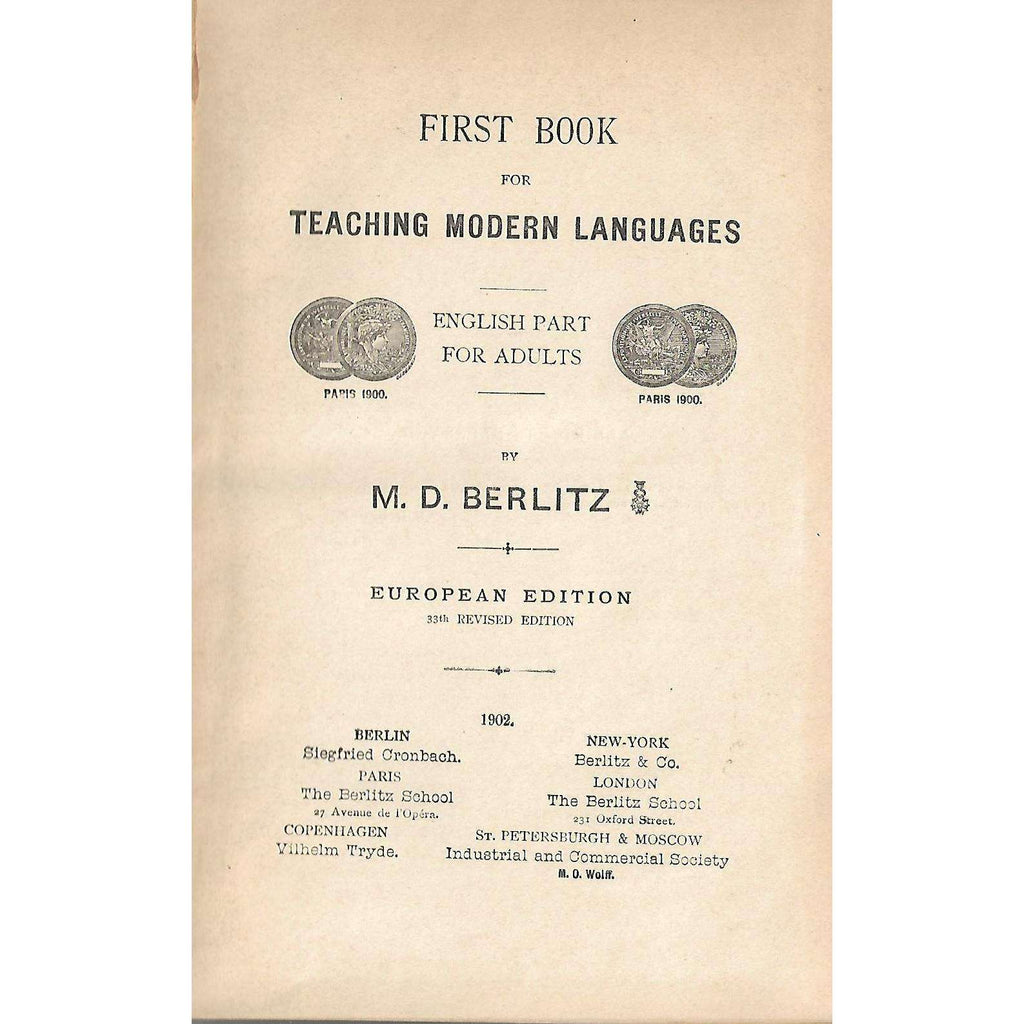 FIRST BOOK
FOR
TEACHING MODERN LANGUAGES
ENGLISH PART
FOR ADULTS
PARIS 1900.
PARIS 1900.
BY
M. D. BERLITZ
EUROPEAN EDITION
33th REVISED EDITION
1902.
BERLIN
Siegfried Cronbach.
PARIS
The Berlitz School
27 Avenue de l'Opéra.
COPENHAGEN
Vilhelm Tryde.
NEW-YORK
Berlitz & Co.
LONDON
The Berlitz School
231 Oxford Street.
ST. PETERSBURGH & MOSCOW
Industrial and Commercial Society
M. O. Wolff.